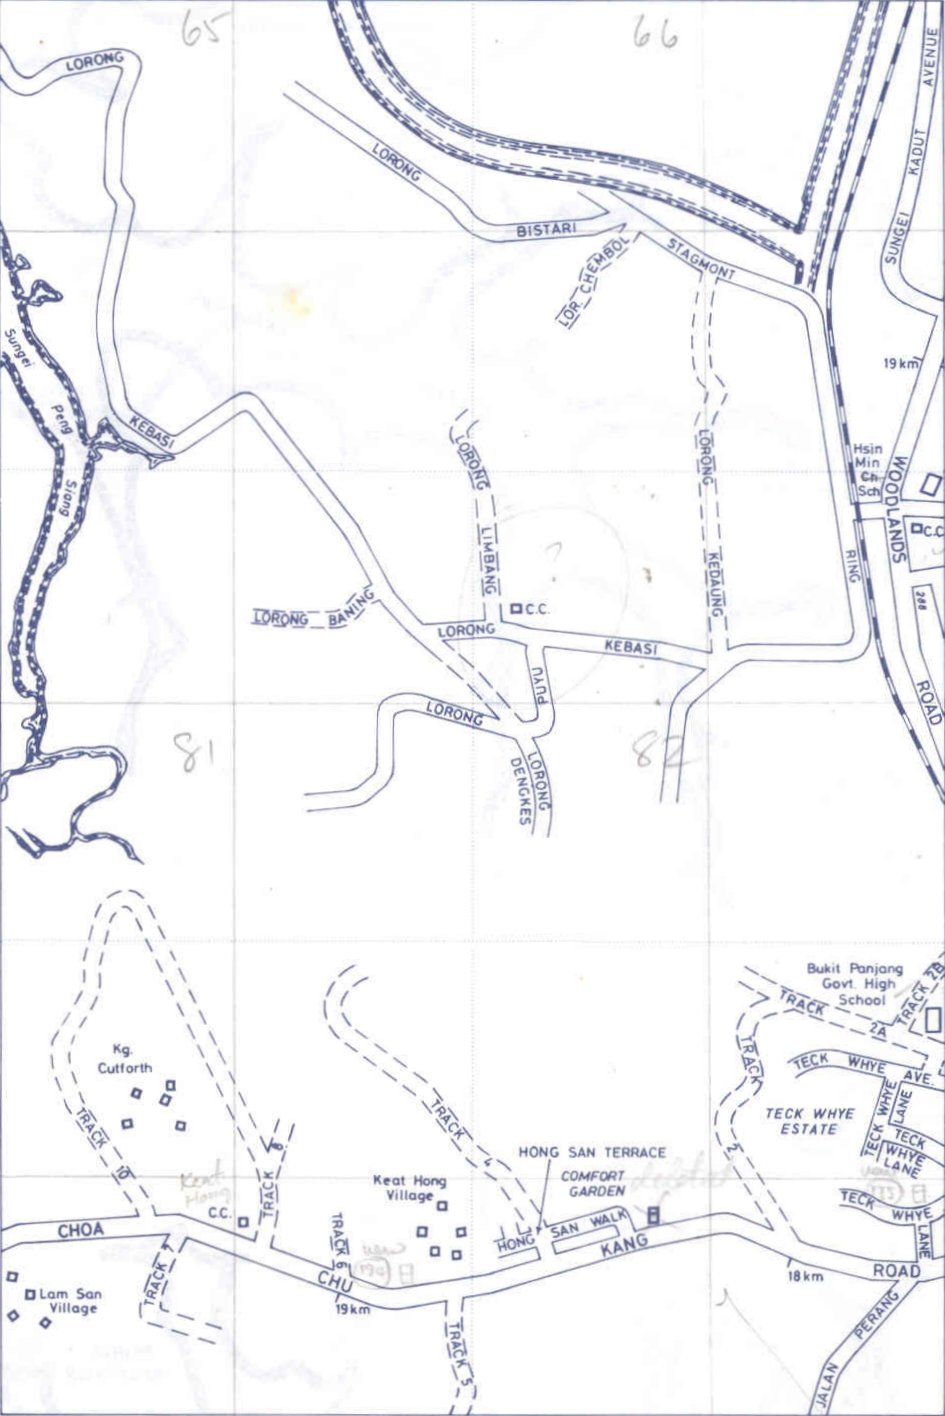 65
66
LORONG
AVENUE
KADUT
SUNGEI
LORONG
BISTARI
STAGMONT
LOR. CHEMBOL
Sungei
Peng
Siang
19 km
KEBASI
LORONG
LIMBANG
LORONG
KEDAUNG
Hsin
Min
Ch
Sch
WOODLANDS
C.C.
RING
288
ROAD
?
LORONG BANING
C.C.
LORONG
KEBASI
PUYU
LORONG
LORONG
DENGKES
81
82
Bukit Panjang
Govt. High
School
TRACK 2B
TRACK
2A
TRACK
2
TECK WHYE
AVE.
TECK WHYE
LANE
TECK
WHYE
LANE
TECK WHYE
ESTATE
TECK WHYE
LANE
Kg.
Cutforth
TRACK
10
TRACK
4
HONG SAN TERRACE
COMFORT
GARDEN
deleted
Keat Hong
Village
Keat
Hong
C.C.
TRACK 8
HONG SAN WALK
CHOA
CHU
KANG
ROAD
TRACK 6
TRACK 7
Lam San
Village
19 km
18 km
TRACK 5
JALAN PERANG